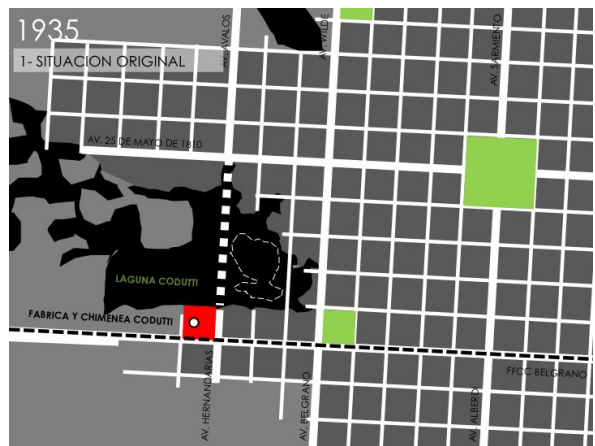 1935
1- SITUACION ORIGINAL
AVALOS
AV. WILDE
AV. SARMIENTO
AV. 25 DE MAYO DE 1810
LAGUNA CODUTTI
FABRICA Y CHIMENEA CODUTTI
FFCC BELGRANO
AV. HERNANDARIAS
AV. BELGRANO
AV. ALBERDI